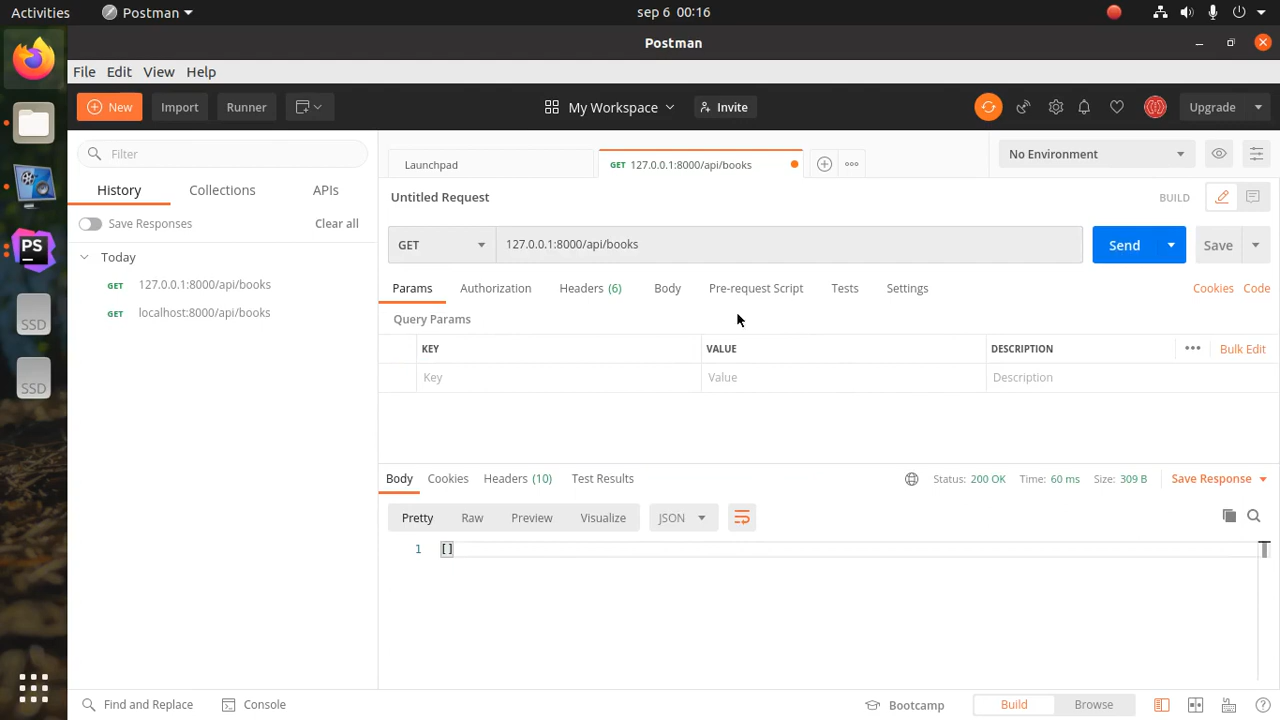 Activities Postman sep 6 00:16
Postman
File Edit View Help
New Import Runner My Workspace Invite Upgrade
Filter
History Collections APIs
Save Responses Clear all
Today
GET 127.0.0.1:8000/api/books
GET localhost:8000/api/books
Launchpad GET 127.0.0.1:8000/api/books No Environment
Untitled Request BUILD
GET 127.0.0.1:8000/api/books Send Save
Params Authorization Headers (6) Body Pre-request Script Tests Settings Cookies Code
Query Params
KEY VALUE DESCRIPTION Bulk Edit
Key Value Description
Body Cookies Headers (10) Test Results Status: 200 OK Time: 60 ms Size: 309 B Save Response
Pretty Raw Preview Visualize JSON
1 []
PS
SSD
SSD
Find and Replace Console Bootcamp Build Browse